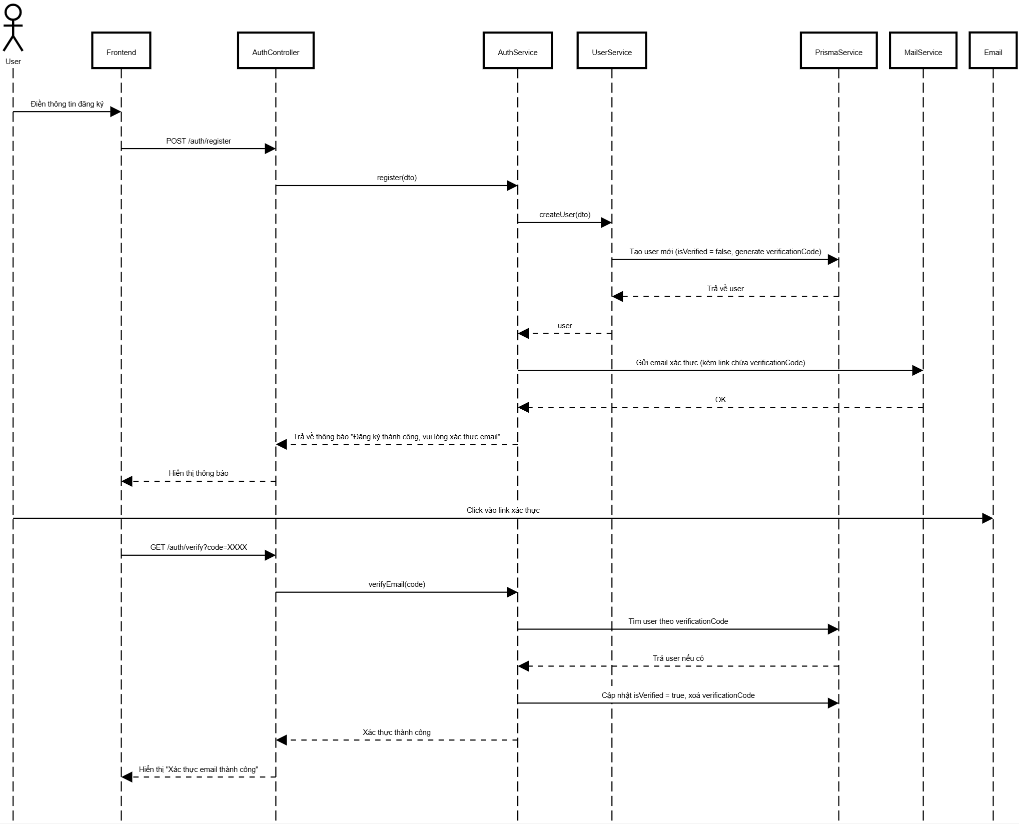 User
Frontend
AuthController
AuthService
UserService
PrismaService
MailService
Email
Điền thông tin đăng ký
POST /auth/register
register(dto)
createUser(dto)
Tạo user mới (isVerified = false, generate verificationCode)
Trả về user
user
Gửi email xác thực (kèm link chứa verificationCode)
OK
Trả về thông báo "Đăng ký thành công, vui lòng xác thực email"
Hiển thị thông báo
Click vào link xác thực
GET /auth/verify?code=XXXX
verifyEmail(code)
Tìm user theo verificationCode
Trả user nếu có
Cập nhật isVerified = true, xoá verificationCode
Xác thực thành công
Hiển thị "Xác thực email thành công"